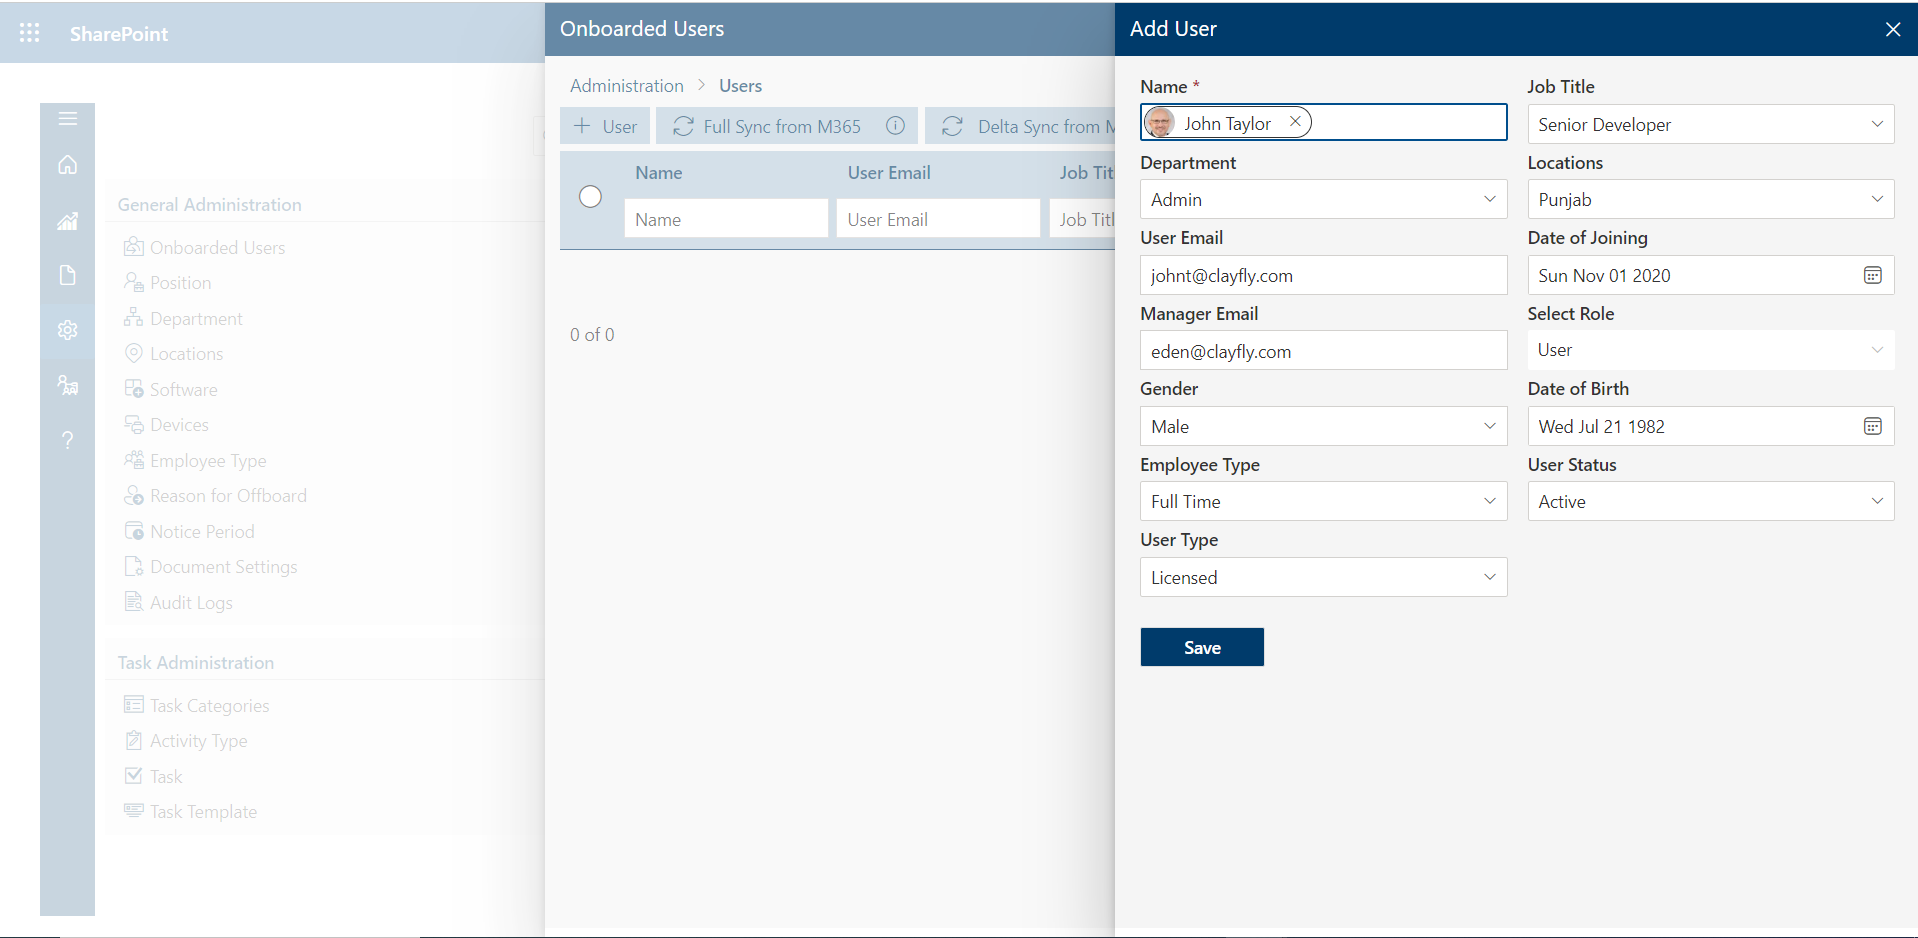 SharePoint
General Administration
Onboarded Users
Position
Department
Locations
Software
Devices
Employee Type
Reason for Offboard
Notice Period
Document Settings
Audit Logs
Task Administration
Task Categories
Activity Type
Task
Task Template
Onboarded Users
Administration > Users
+ User Full Sync from M365 Delta Sync from M
Name User Email Job Tit
Name User Email Job Titl
0 of 0
Add User
Name * Job Title
John Taylor Senior Developer
Department Locations
Admin Punjab
User Email Date of Joining
johnt@clayfly.com Sun Nov 01 2020
Manager Email Select Role
eden@clayfly.com User
Gender Date of Birth
Male Wed Jul 21 1982
Employee Type User Status
Full Time Active
User Type
Licensed
Save